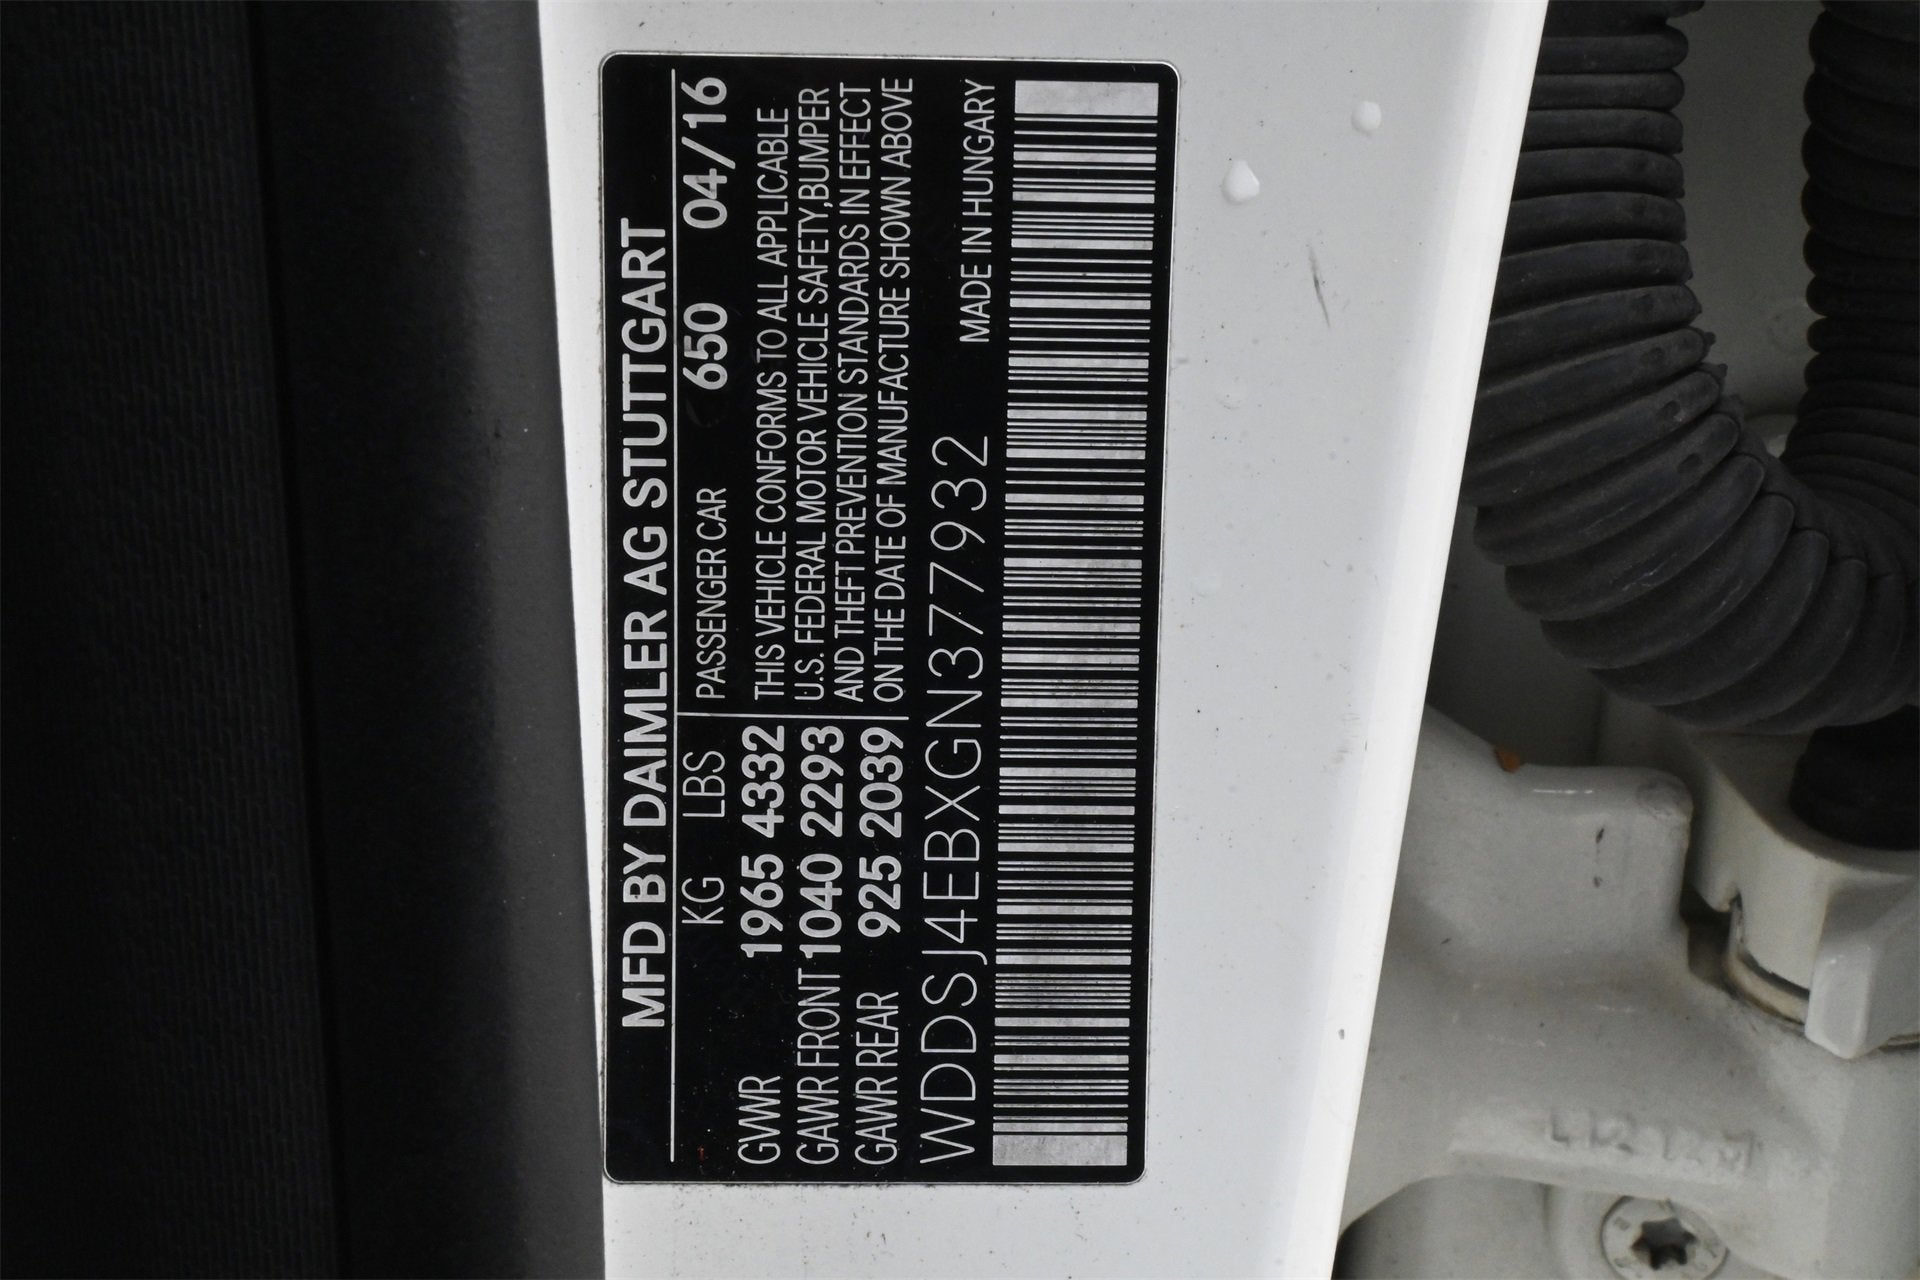 MFD BY DAIMLER AG STUTTGART
KG LBS PASSENGER CAR 650 04/16
GVWR 1965 4332
GAWR FRONT 1040 2293
GAWR REAR 925 2039
THIS VEHICLE CONFORMS TO ALL APPLICABLE
U.S. FEDERAL MOTOR VEHICLE SAFETY,BUMPER
AND THEFT PREVENTION STANDARDS IN EFFECT
ON THE DATE OF MANUFACTURE SHOWN ABOVE
WDDSJ4EBXGN377932 MADE IN HUNGARY